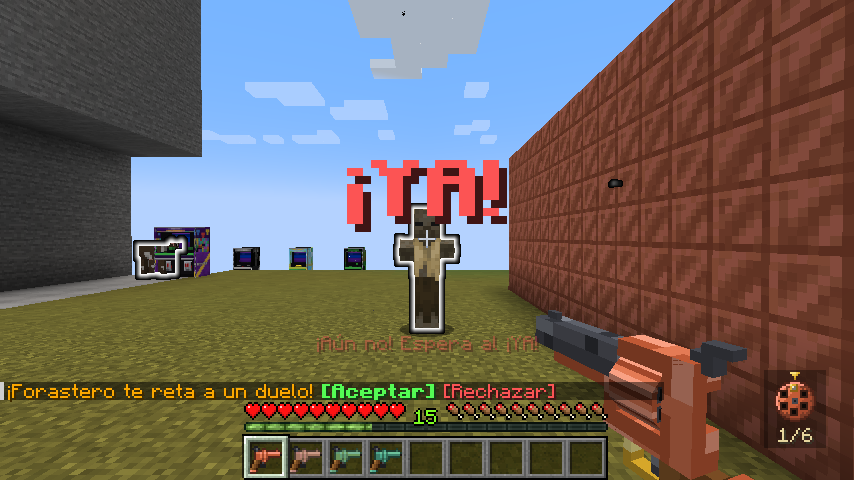 ¡YA!
¡Aún no! Espera al ¡YA!
¡Forastero te reta a un duelo! [Aceptar] [Rechazar]
15
1/6